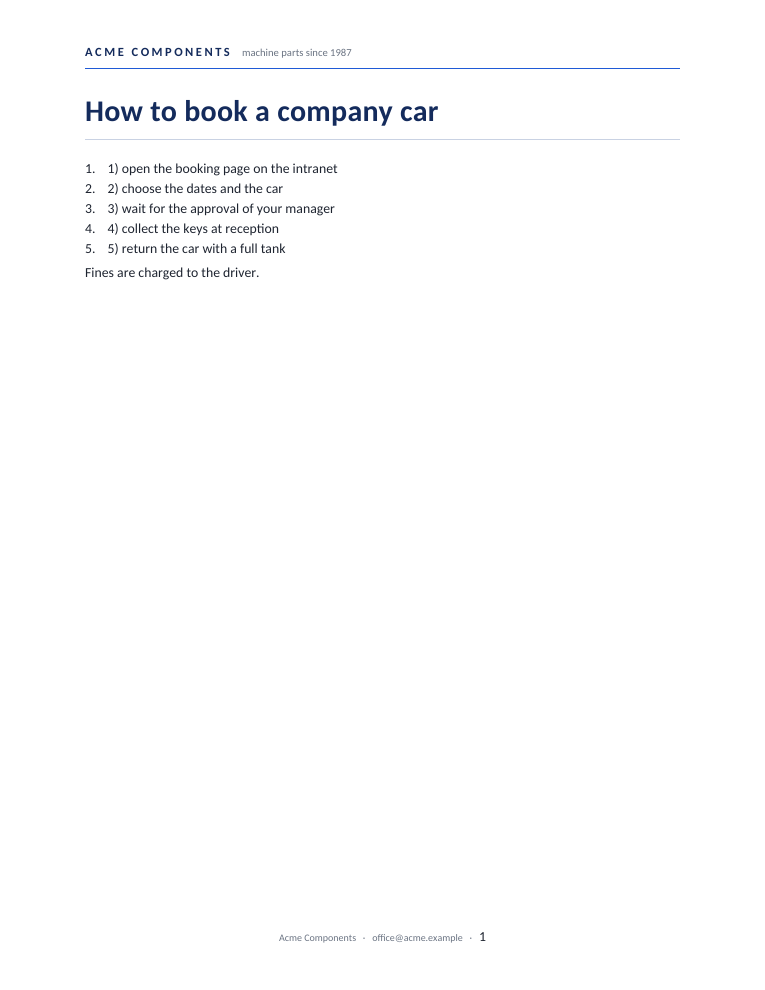 ACME COMPONENTS machine parts since 1987
How to book a company car
1. 1) open the booking page on the intranet
2. 2) choose the dates and the car
3. 3) wait for the approval of your manager
4. 4) collect the keys at reception
5. 5) return the car with a full tank
Fines are charged to the driver.
Acme Components · office@acme.example · 1